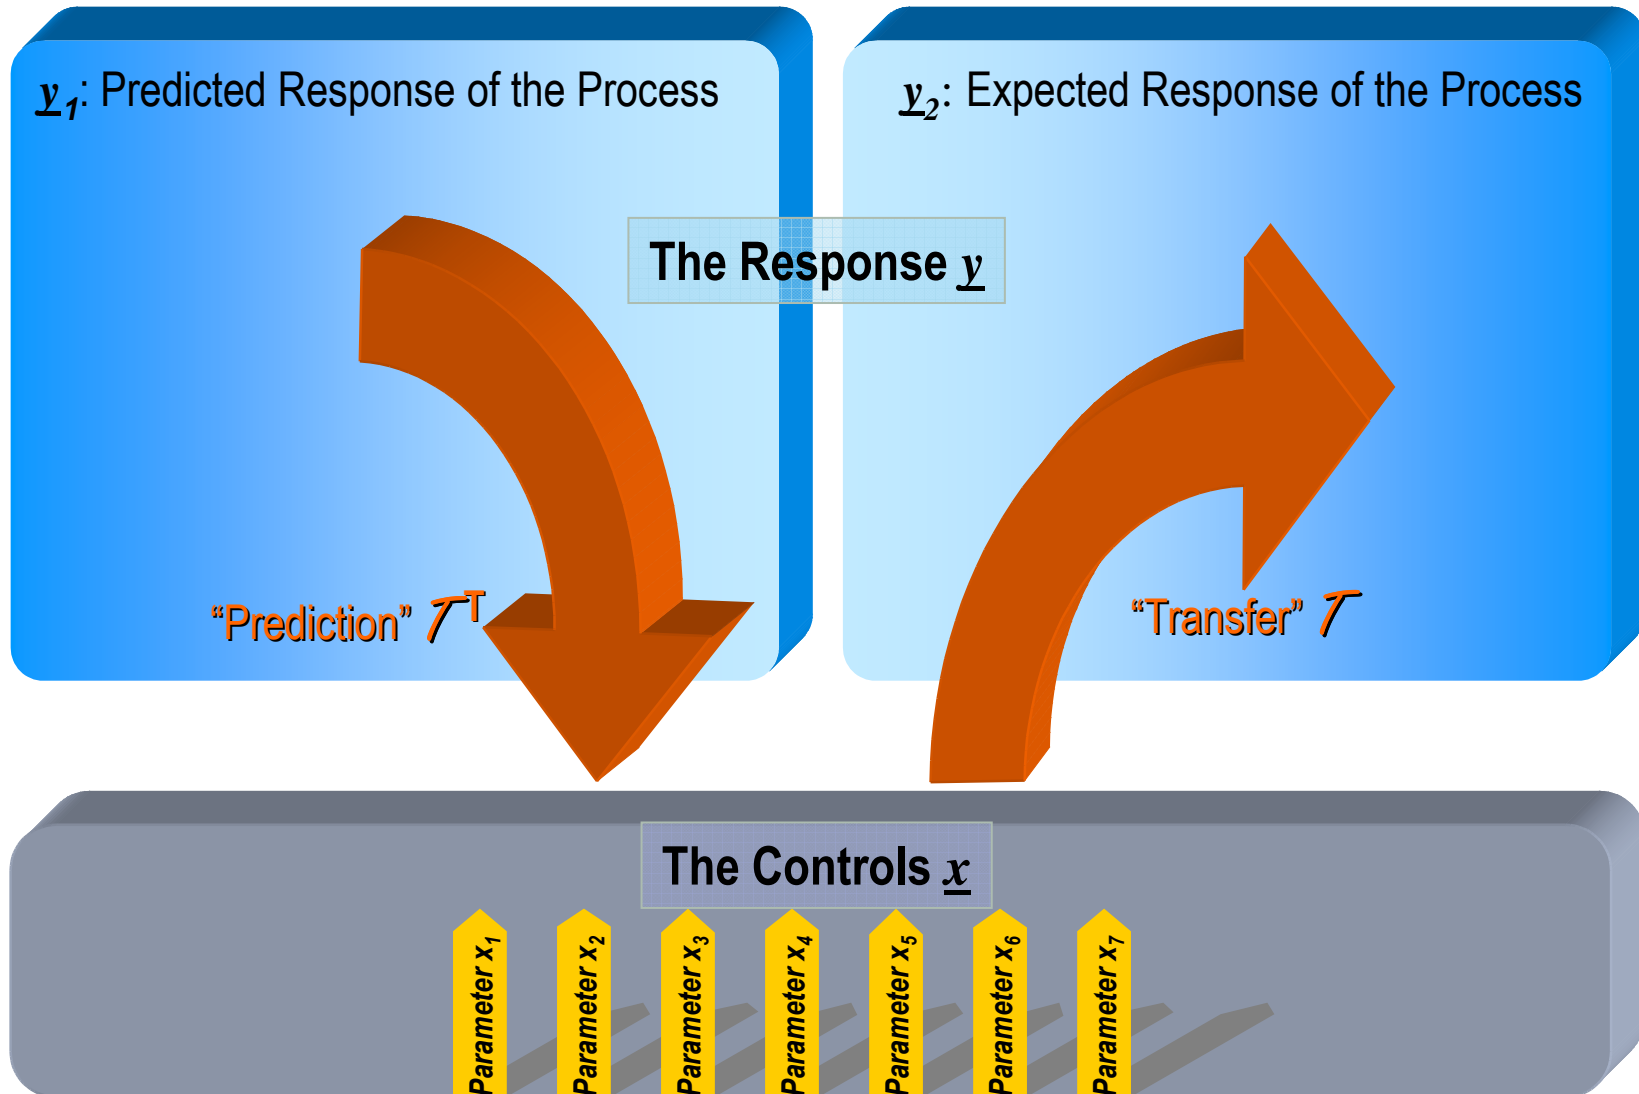 y1: Predicted Response of the Process
y2: Expected Response of the Process
The Response y
“Prediction” T T
“Transfer” T
The Controls x
Parameter x1
Parameter x2
Parameter x3
Parameter x4
Parameter x5
Parameter x6
Parameter x7